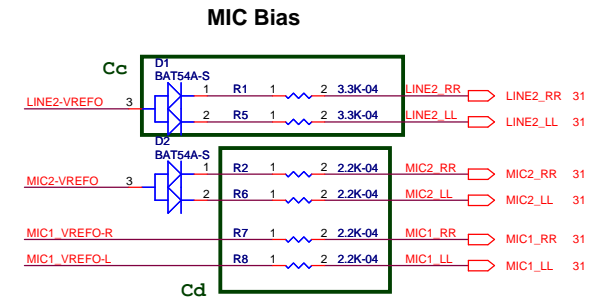 MIC Bias
Cc
D1
BAT54A-S
1 R1 1 2 3.3K-04 LINE2_RR LINE2_RR 31
LINE2-VREFO 3
2 R5 1 2 3.3K-04 LINE2_LL LINE2_LL 31
D2
BAT54A-S
1 R2 1 2 2.2K-04 MIC2_RR MIC2_RR 31
MIC2-VREFO 3
2 R6 1 2 2.2K-04 MIC2_LL MIC2_LL 31
MIC1_VREFO-R R7 1 2 2.2K-04 MIC1_RR MIC1_RR 31
MIC1_VREFO-L R8 1 2 2.2K-04 MIC1_LL MIC1_LL 31
Cd